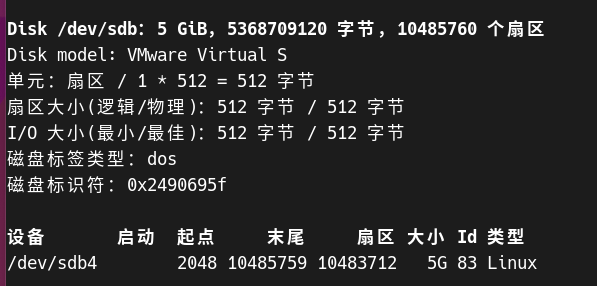 Disk /dev/sdb：5 GiB，5368709120 字节，10485760 个扇区
Disk model: VMware Virtual S
单元：扇区 / 1 * 512 = 512 字节
扇区大小(逻辑/物理)：512 字节 / 512 字节
I/O 大小(最小/最佳)：512 字节 / 512 字节
磁盘标签类型：dos
磁盘标识符：0x2490695f
设备 启动 起点 末尾 扇区 大小 Id 类型
/dev/sdb4 2048 10485759 10483712 5G 83 Linux